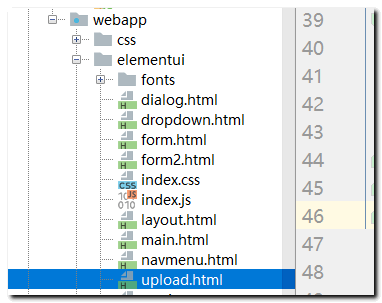 webapp
css
elementui
fonts
dialog.html
dropdown.html
form.html
form2.html
index.css
index.js
layout.html
main.html
navmenu.html
upload.html
39
40
41
42
43
44
45
46
47
48